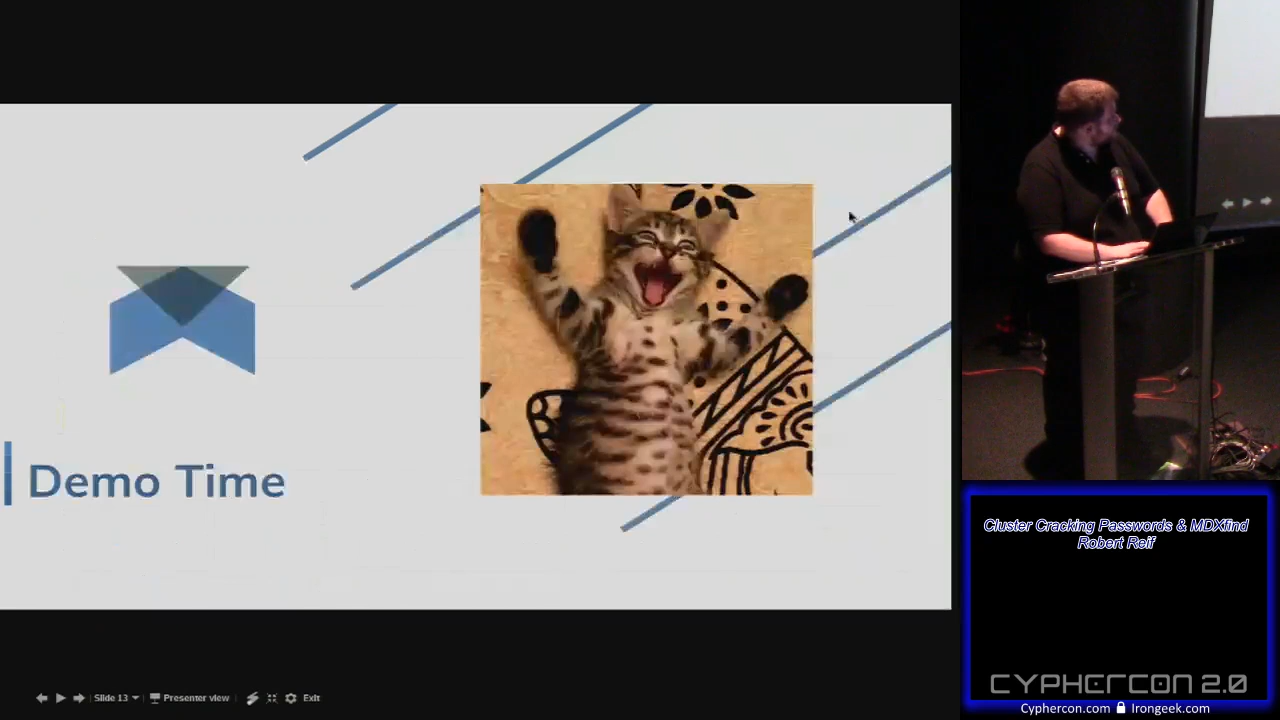 Demo Time
Slide 13
Presenter view
Exit
Cluster Cracking Passwords & MDXfind
Robert Reif
CYPHERCON 2.0
Cyphercon.com Irongeek.com